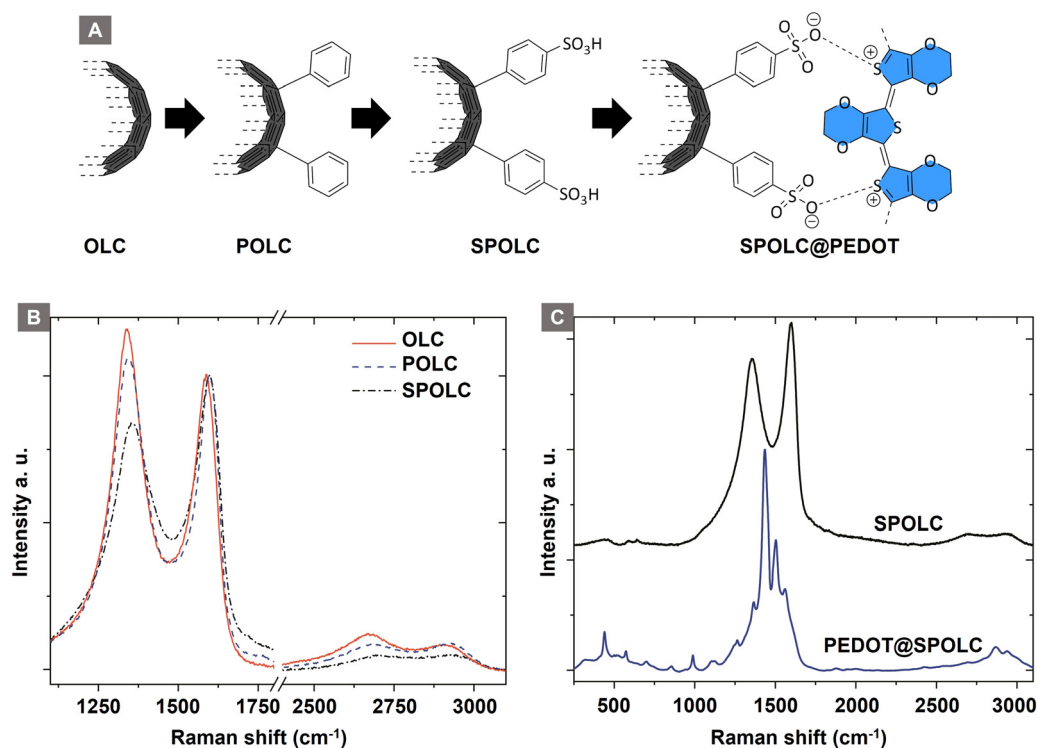 A
SO₃H
SO₃H
O
O
S
O
⊖
O
S
O
O
⊖
⊕
S
O
O
O
O
S
S
⊕
O
O
OLC
POLC
SPOLC
SPOLC@PEDOT
B
OLC
POLC
SPOLC
Intensity a. u.
1250
1500
1750
2500
2750
3000
Raman shift (cm⁻¹)
C
SPOLC
PEDOT@SPOLC
Intensity a. u.
500
1000
1500
2000
2500
3000
Raman shift (cm⁻¹)